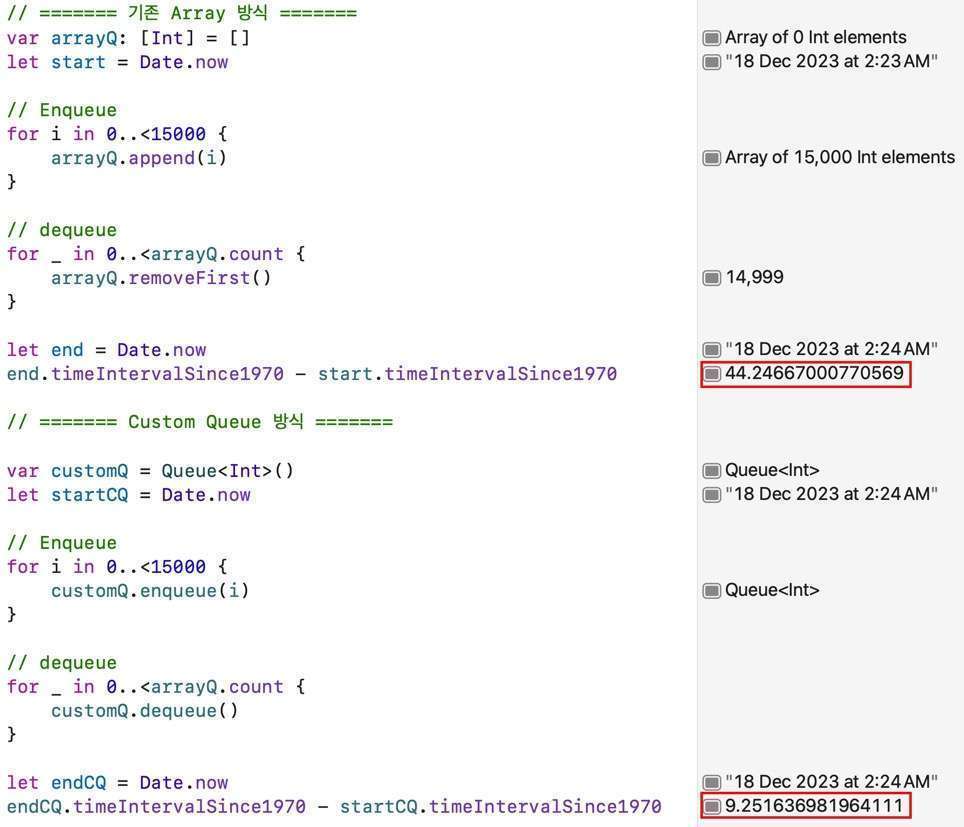 // ======= 기존 Array 방식 =======
var arrayQ: [Int] = []
Array of 0 Int elements
let start = Date.now
"18 Dec 2023 at 2:23 AM"
// Enqueue
for i in 0..<15000 {
arrayQ.append(i)
Array of 15,000 Int elements
}
// dequeue
for _ in 0..<arrayQ.count {
arrayQ.removeFirst()
14,999
}
let end = Date.now
"18 Dec 2023 at 2:24 AM"
end.timeIntervalSince1970 - start.timeIntervalSince1970
44.24667000770569
// ======= Custom Queue 방식 =======
var customQ = Queue<Int>()
Queue<Int>
let startCQ = Date.now
"18 Dec 2023 at 2:24 AM"
// Enqueue
for i in 0..<15000 {
customQ.enqueue(i)
Queue<Int>
}
// dequeue
for _ in 0..<arrayQ.count {
customQ.dequeue()
}
let endCQ = Date.now
"18 Dec 2023 at 2:24 AM"
endCQ.timeIntervalSince1970 - startCQ.timeIntervalSince1970
9.251636981964111